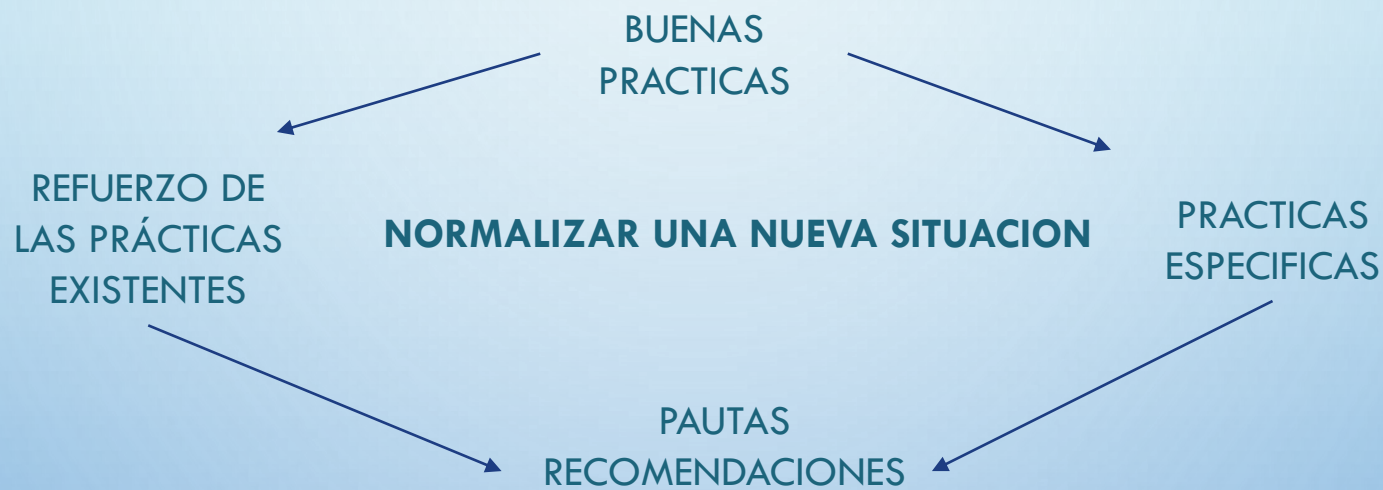 BUENAS
PRACTICAS
REFUERZO DE
LAS PRÁCTICAS
EXISTENTES
NORMALIZAR UNA NUEVA SITUACION
PRACTICAS
ESPECIFICAS
PAUTAS
RECOMENDACIONES